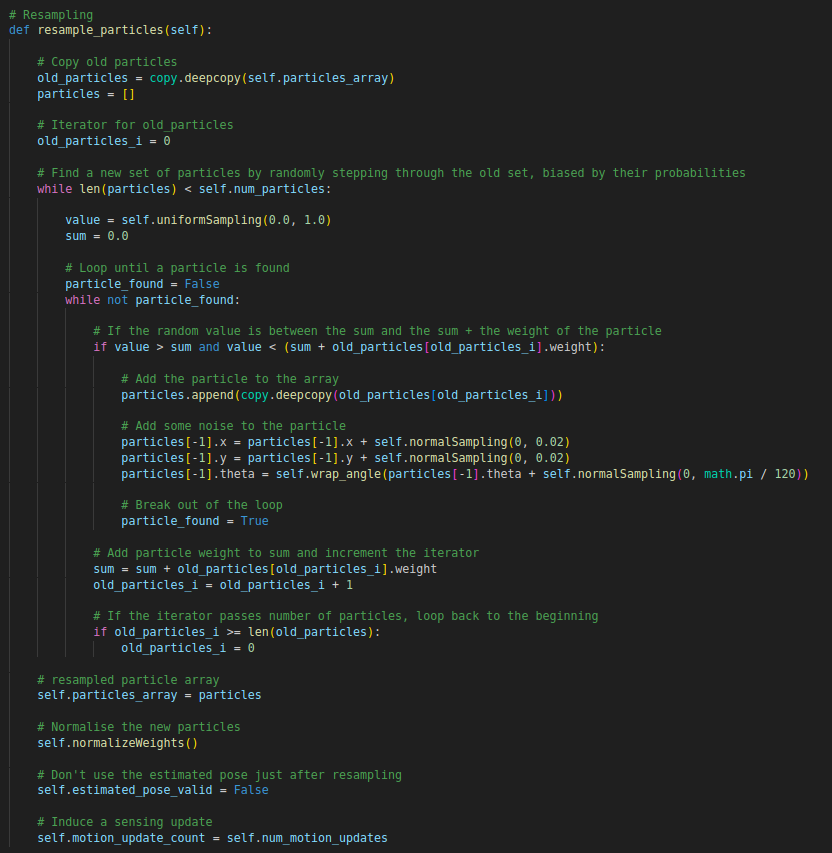 # Resampling
def resample_particles(self):
# Copy old particles
old_particles = copy.deepcopy(self.particles_array)
particles = []
# Iterator for old_particles
old_particles_i = 0
# Find a new set of particles by randomly stepping through the old set, biased by their probabilities
while len(particles) < self.num_particles:
value = self.uniformSampling(0.0, 1.0)
sum = 0.0
# Loop until a particle is found
particle_found = False
while not particle_found:
# If the random value is between the sum and the sum + the weight of the particle
if value > sum and value < (sum + old_particles[old_particles_i].weight):
# Add the particle to the array
particles.append(copy.deepcopy(old_particles[old_particles_i]))
# Add some noise to the particle
particles[-1].x = particles[-1].x + self.normalSampling(0, 0.02)
particles[-1].y = particles[-1].y + self.normalSampling(0, 0.02)
particles[-1].theta = self.wrap_angle(particles[-1].theta + self.normalSampling(0, math.pi / 120))
# Break out of the loop
particle_found = True
# Add particle weight to sum and increment the iterator
sum = sum + old_particles[old_particles_i].weight
old_particles_i = old_particles_i + 1
# If the iterator passes number of particles, loop back to the beginning
if old_particles_i >= len(old_particles):
old_particles_i = 0
# resampled particle array
self.particles_array = particles
# Normalise the new particles
self.normalizeWeights()
# Don't use the estimated pose just after resampling
self.estimated_pose_valid = False
# Induce a sensing update
self.motion_update_count = self.num_motion_updates